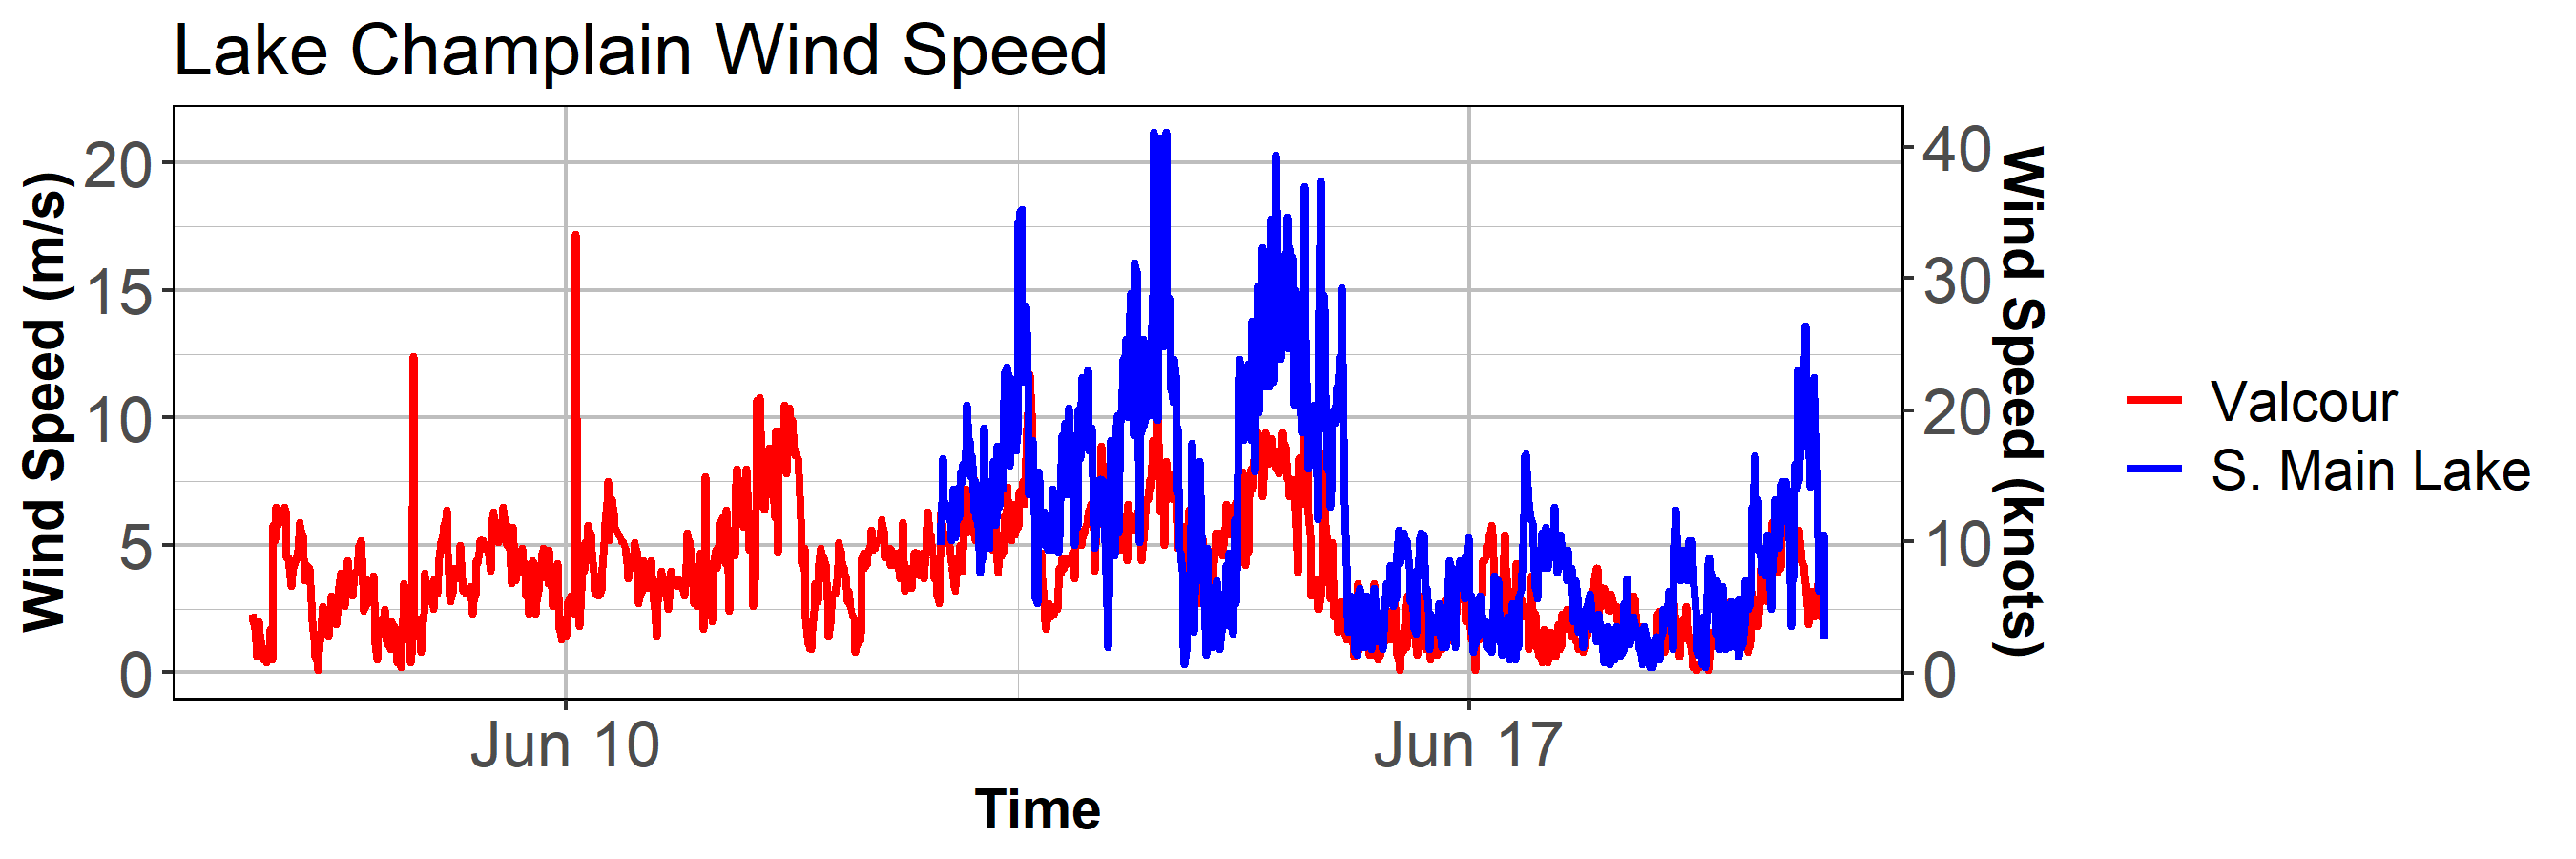 Lake Champlain Wind Speed
Wind Speed (m/s)
20
15
10
5
0
40
30
20
10
0
Wind Speed (knots)
Jun 10
Jun 17
Time
Valcour
S. Main Lake